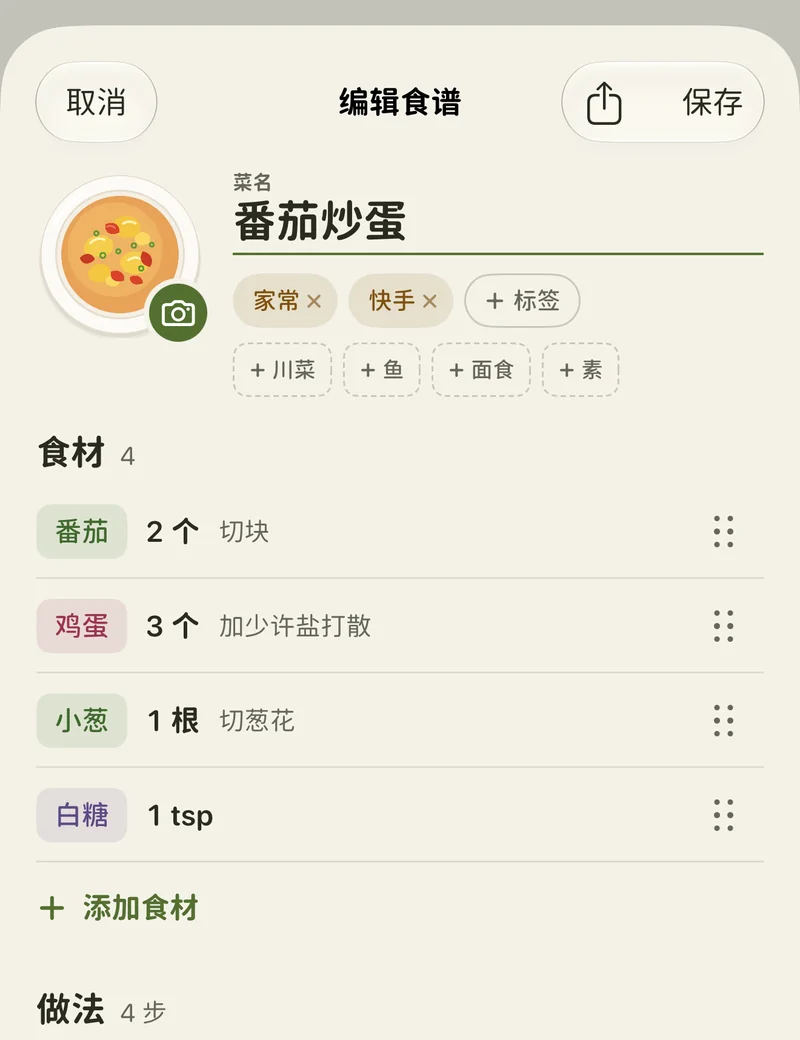 取消
编辑食谱
保存
菜名
番茄炒蛋
家常 × 快手 × + 标签
+ 川菜 + 鱼 + 面食 + 素
食材 4
番茄 2 个 切块
鸡蛋 3 个 加少许盐打散
小葱 1 根 切葱花
白糖 1 tsp
+ 添加食材
做法 4 步